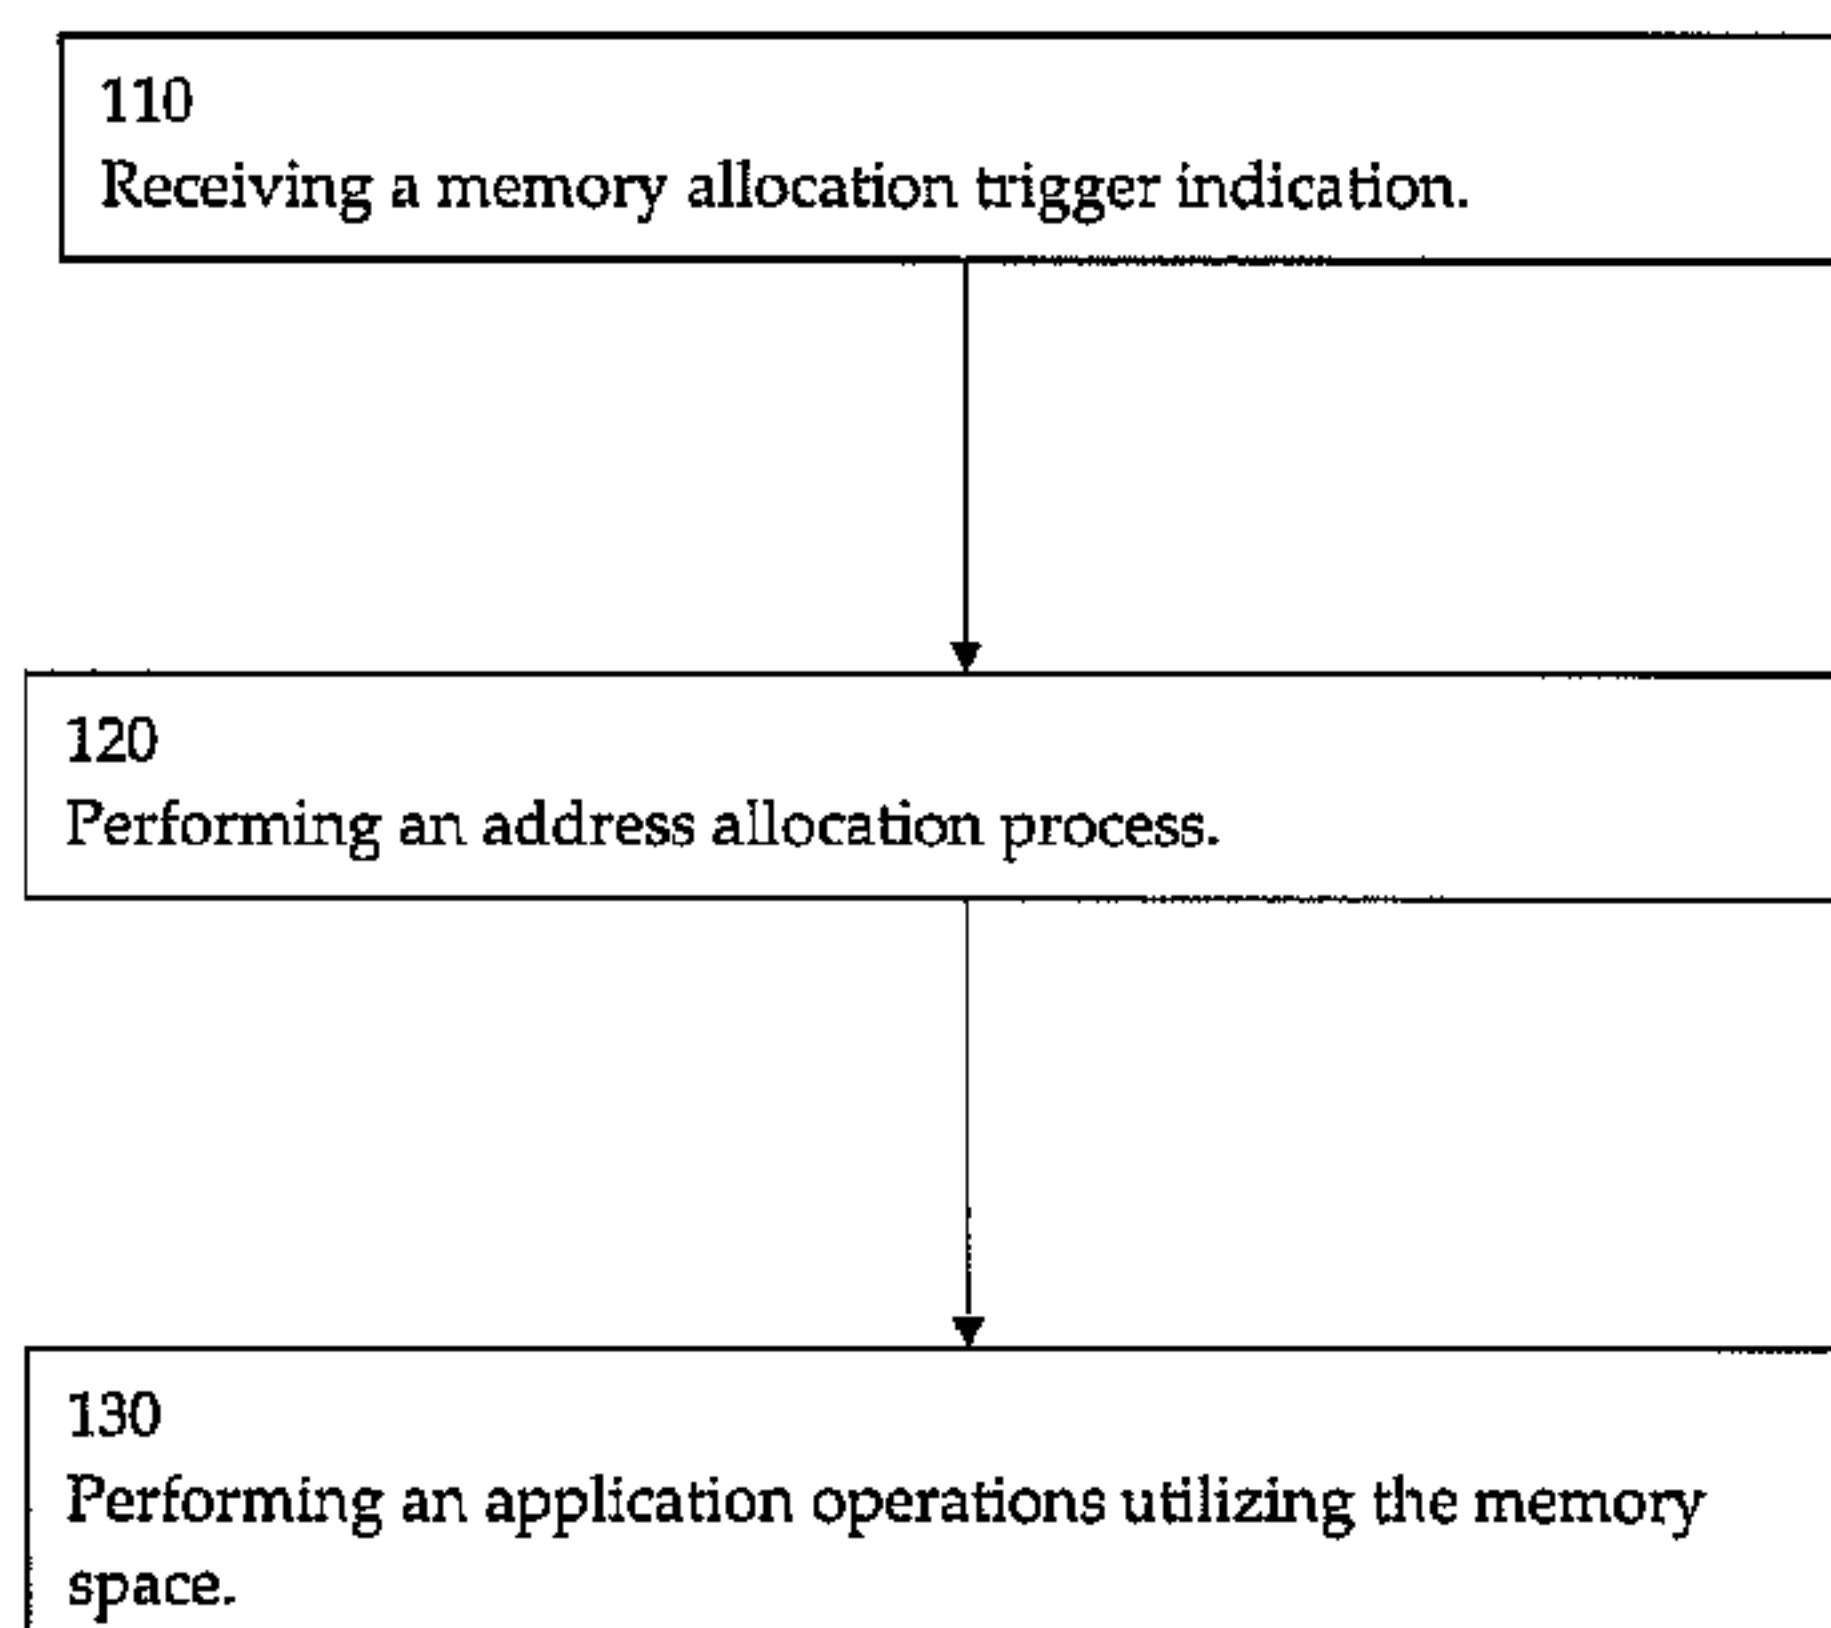 110
Receiving a memory allocation trigger indication.
120
Performing an address allocation process.
130
Performing an application operations utilizing the memory
space.